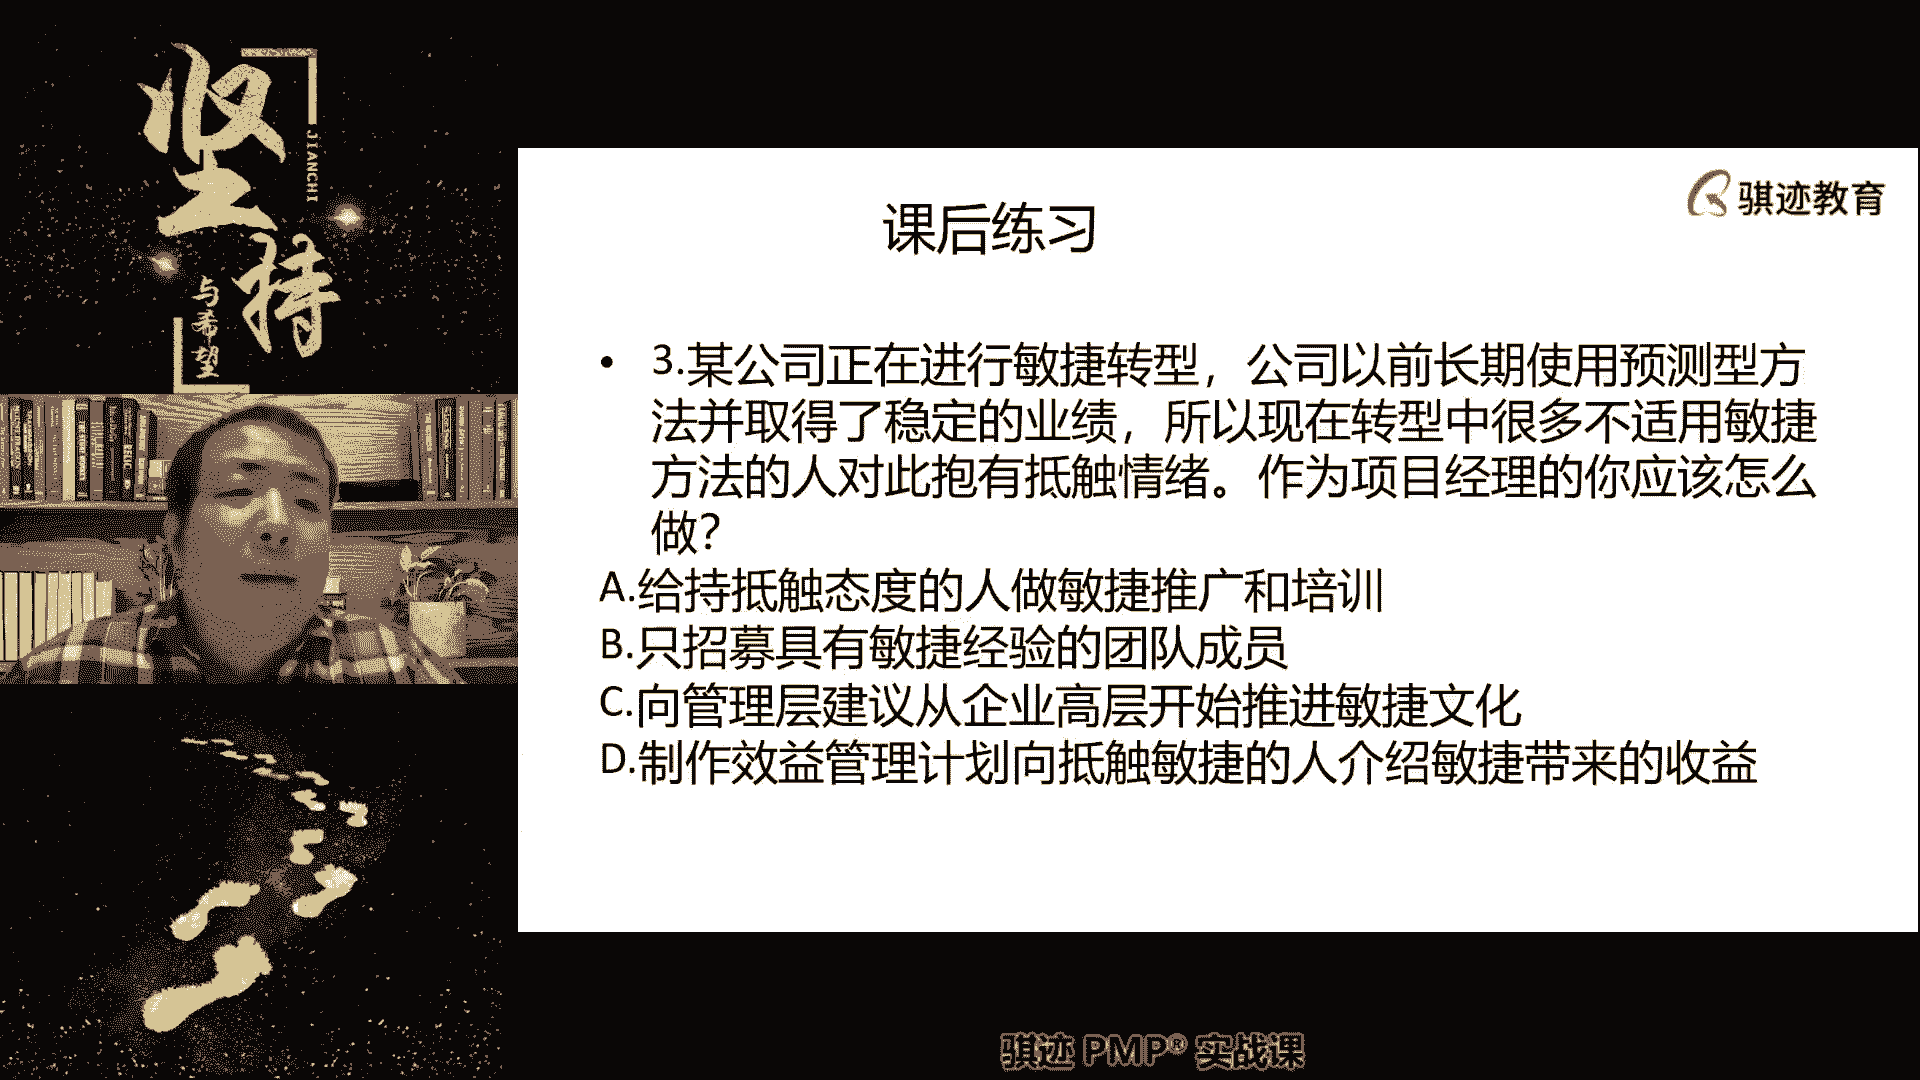 坚持
JIANCHI
与希望
骐迹教育
课后练习
• 3.某公司正在进行敏捷转型，公司以前长期使用预测型方
法并取得了稳定的业绩，所以现在转型中很多不适用敏捷
方法的人对此抱有抵触情绪。作为项目经理的你应该怎么
做？
A.给持抵触态度的人做敏捷推广和培训
B.只招募具有敏捷经验的团队成员
C.向管理层建议从企业高层开始推进敏捷文化
D.制作效益管理计划向抵触敏捷的人介绍敏捷带来的收益
骐迹 PMP® 实战课